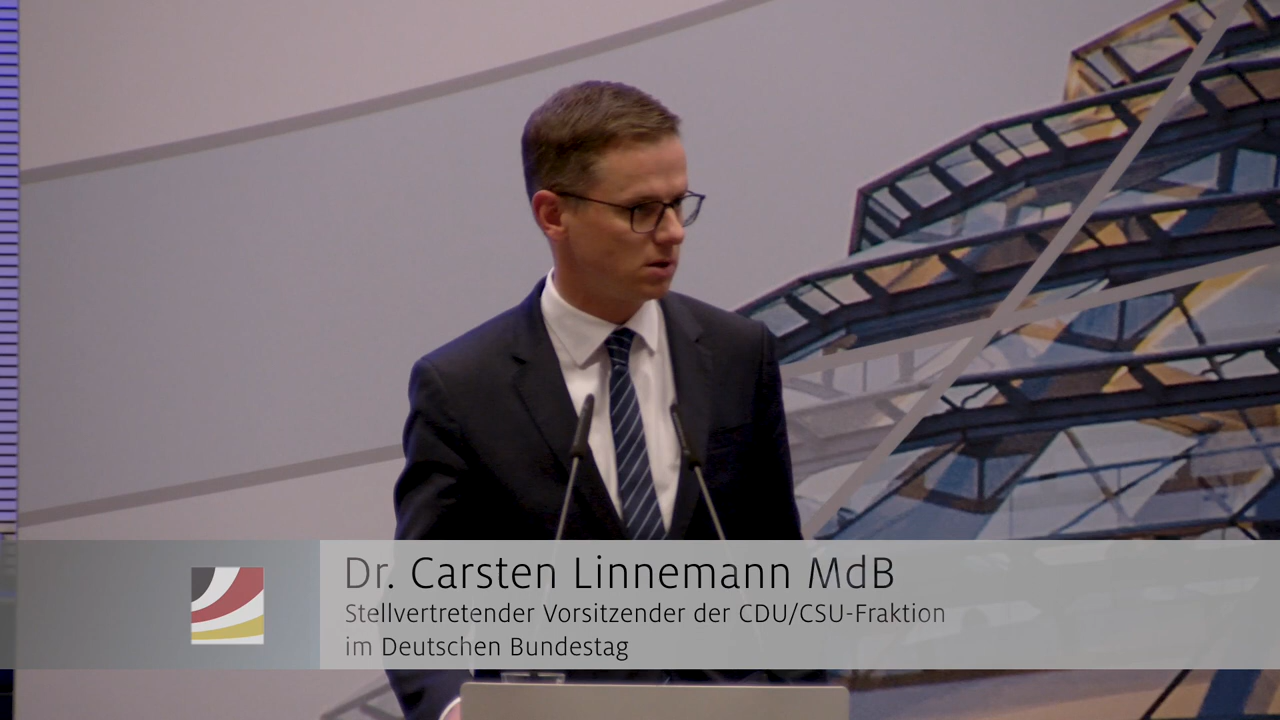 Dr. Carsten Linnemann MdB
Stellvertretender Vorsitzender der CDU/CSU-Fraktion
im Deutschen Bundestag